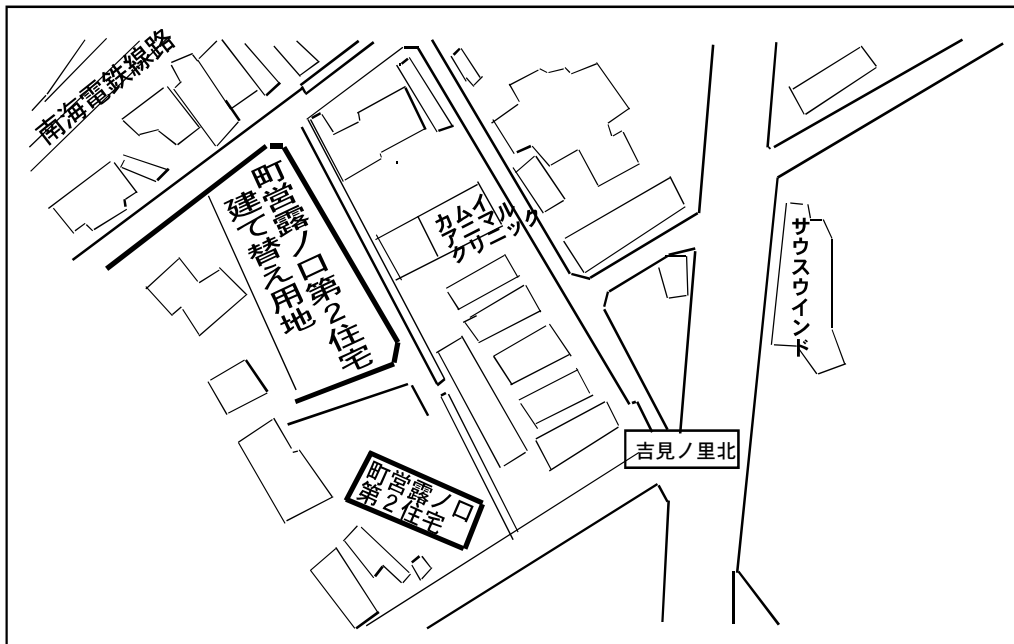 南海電鉄線路
町営露ノ口第２住宅
建て替え用地
カムイ
アニマル
クリニック
サウスウインド
吉見ノ里北
町営露ノ口
第２住宅